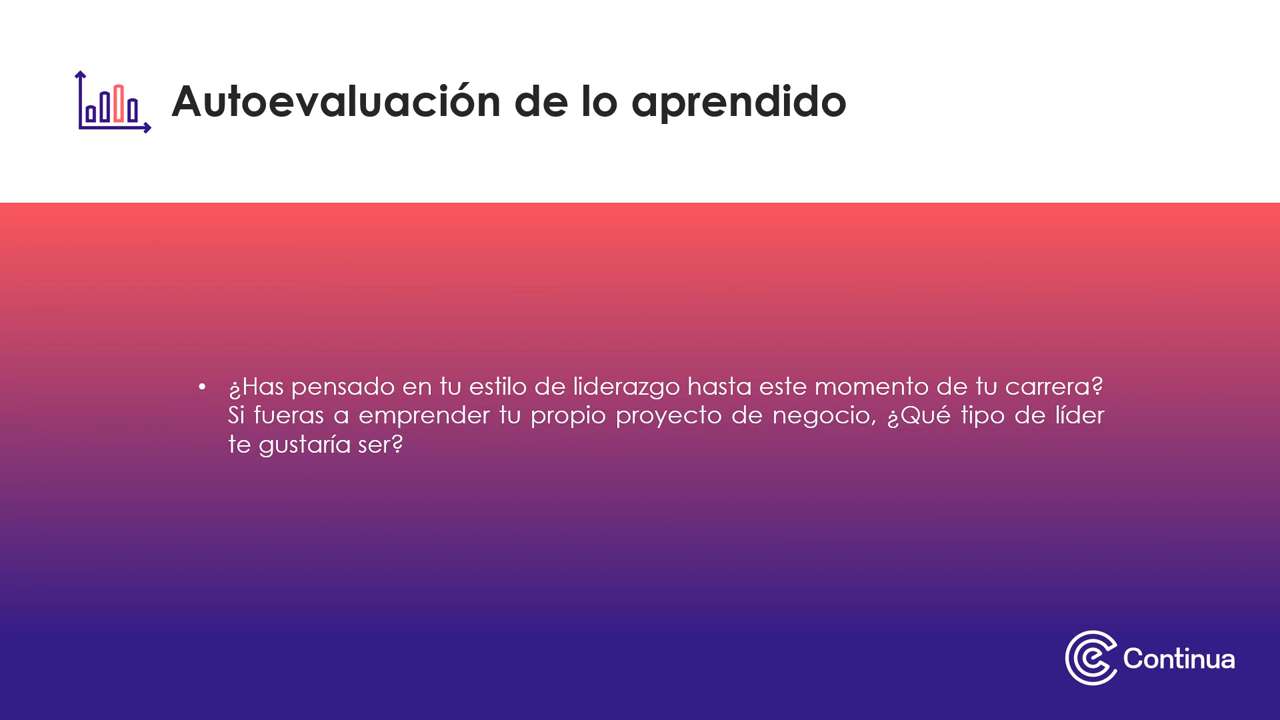 Autoevaluación de lo aprendido
• ¿Has pensado en tu estilo de liderazgo hasta este momento de tu carrera?
Si fueras a emprender tu propio proyecto de negocio, ¿Qué tipo de líder
te gustaría ser?
Continua